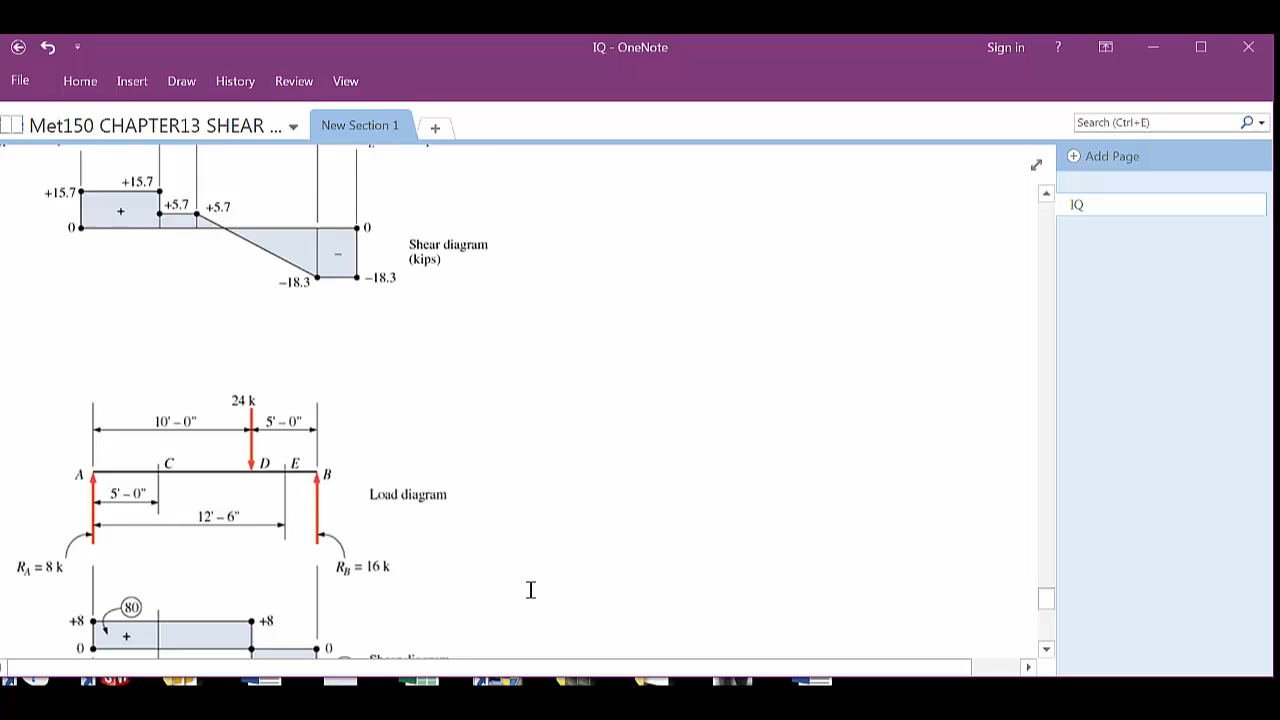 IQ - OneNote
Sign in
?
File
Home
Insert
Draw
History
Review
View
Met150 CHAPTER13 SHEAR ...
New Section 1
+
Search (Ctrl+E)
Add Page
IQ
+15.7
+15.7
+5.7
+5.7
+
0
0
–
–18.3
–18.3
Shear diagram
(kips)
24 k
10' – 0"
5' – 0"
A
C
D
E
B
5' – 0"
12' – 6"
Load diagram
RA = 8 k
RB = 16 k
80
+8
+8
+
0
0